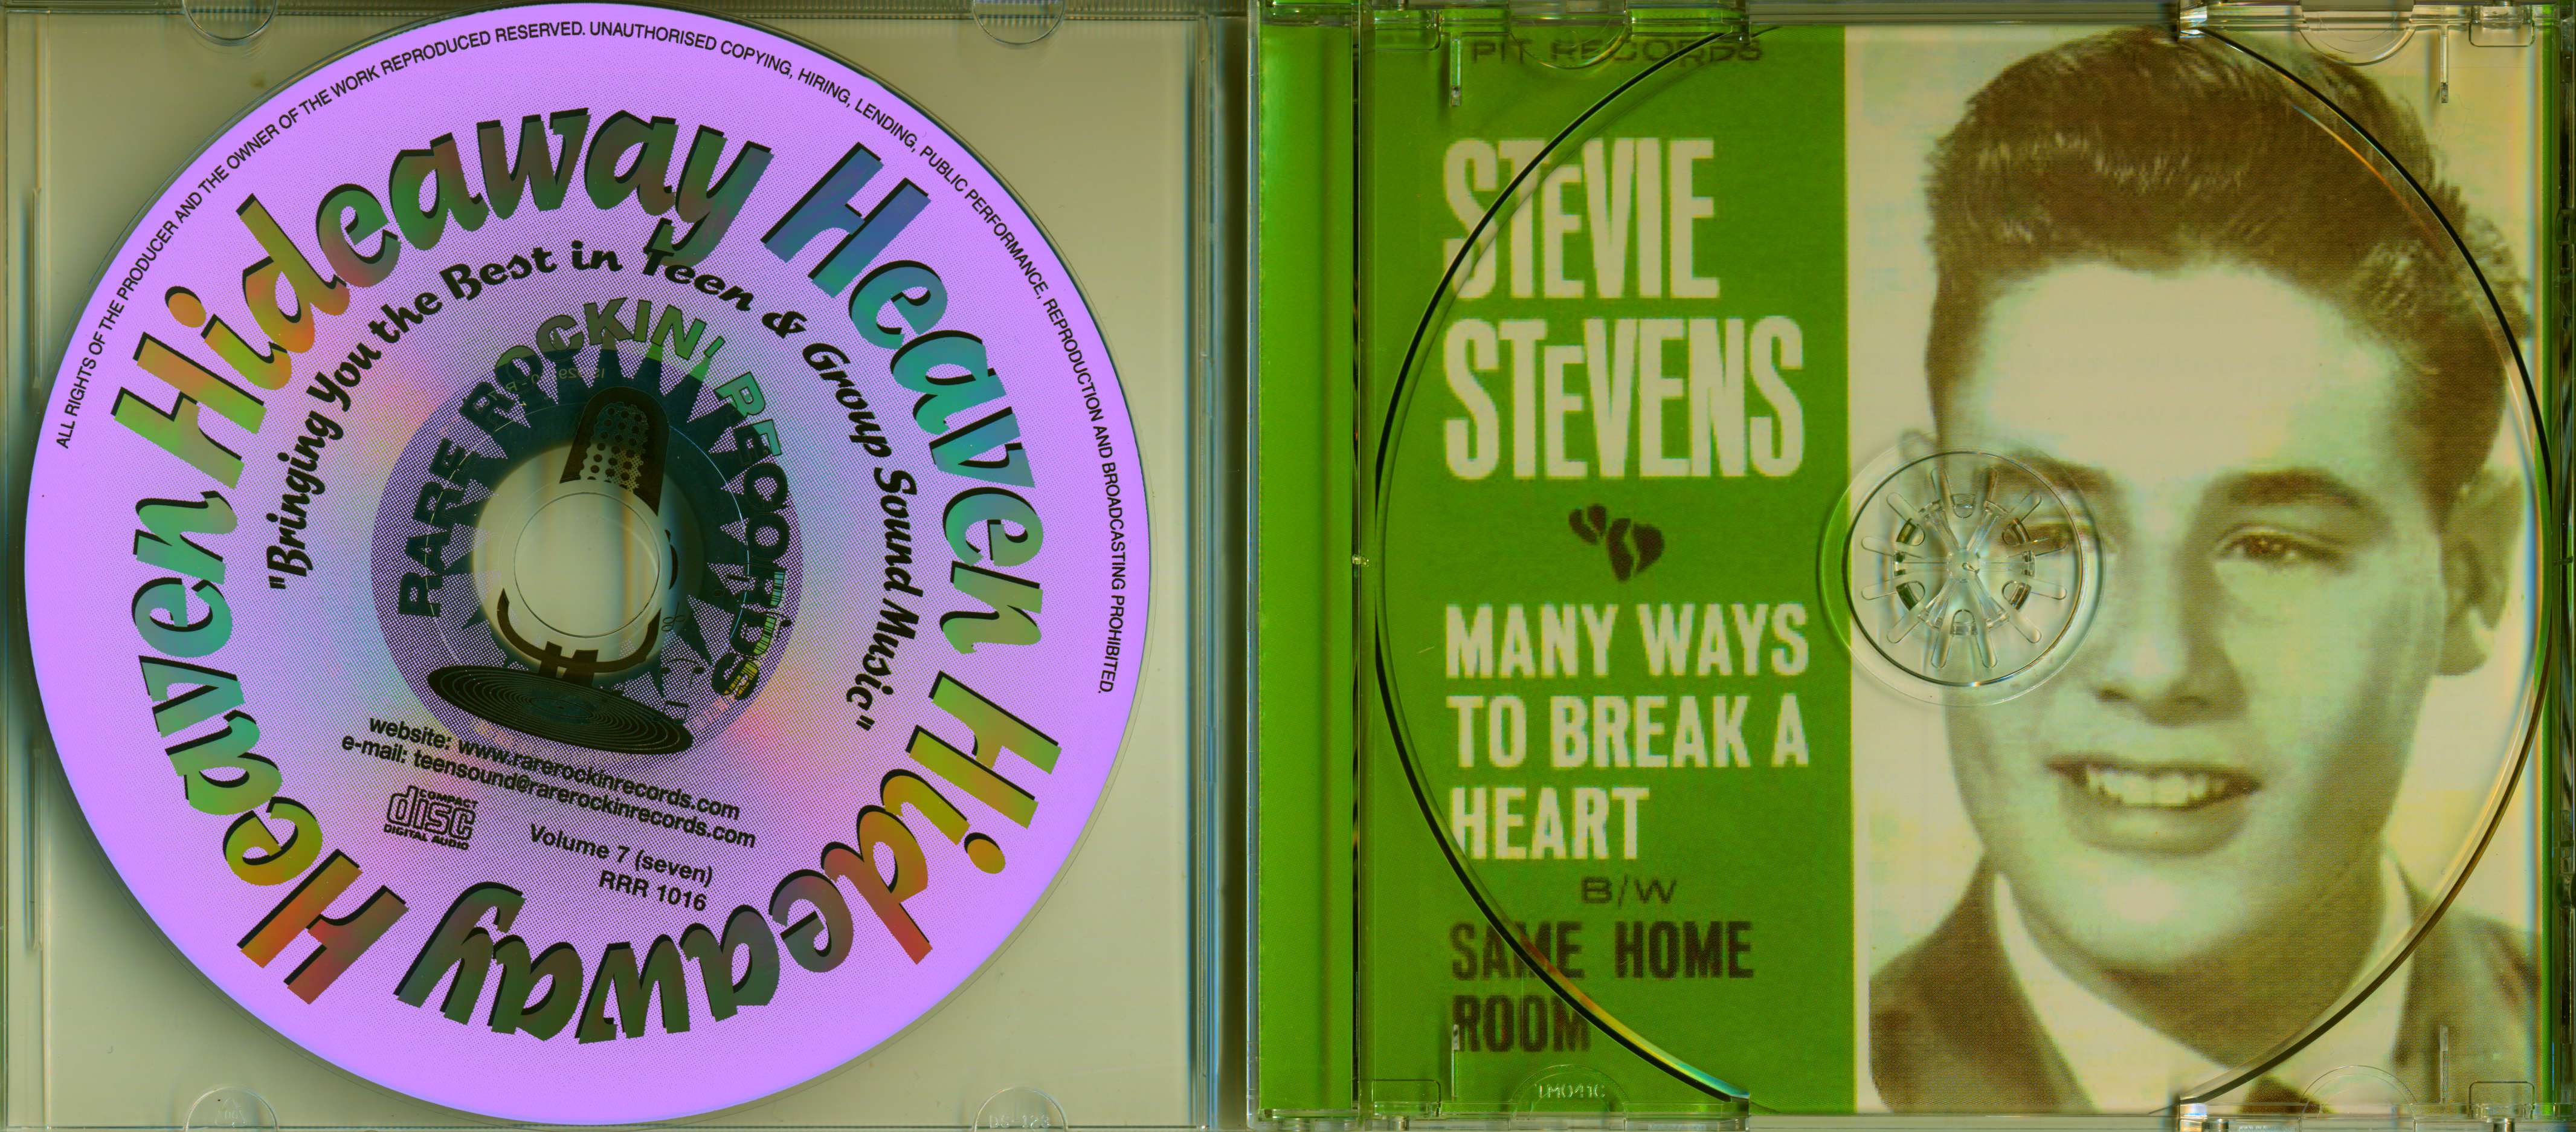 ALL RIGHTS OF THE PRODUCER AND THE OWNER OF THE WORK REPRODUCED RESERVED. UNAUTHORISED COPYING, HIRING, LENDING, PUBLIC PERFORMANCE, REPRODUCTION AND BROADCASTING PROHIBITED.
Hideaway Heaven Hideaway Heaven
"Bringing You the Best in Teen & Group Sound Music"
RARE ROCKIN' RECORDS
website: www.rarerockinrecords.com
e-mail: teensound@rarerockinrecords.com
COMPACT
disc
DIGITAL AUDIO
Volume 7 (seven)
RRR 1016
PIT RECORDS
STeVIE
STeVENS
MANY WAYS
TO BREAK A
HEART
B/W
SAME HOME
ROOM